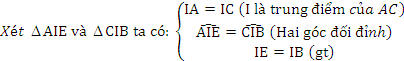 IA = IC (I là trung điểm của AC)
Xét ΔAIE và ΔCIB ta có: { AIÊ = CIB̂ (Hai góc đối đỉnh)
IE = IB (gt)